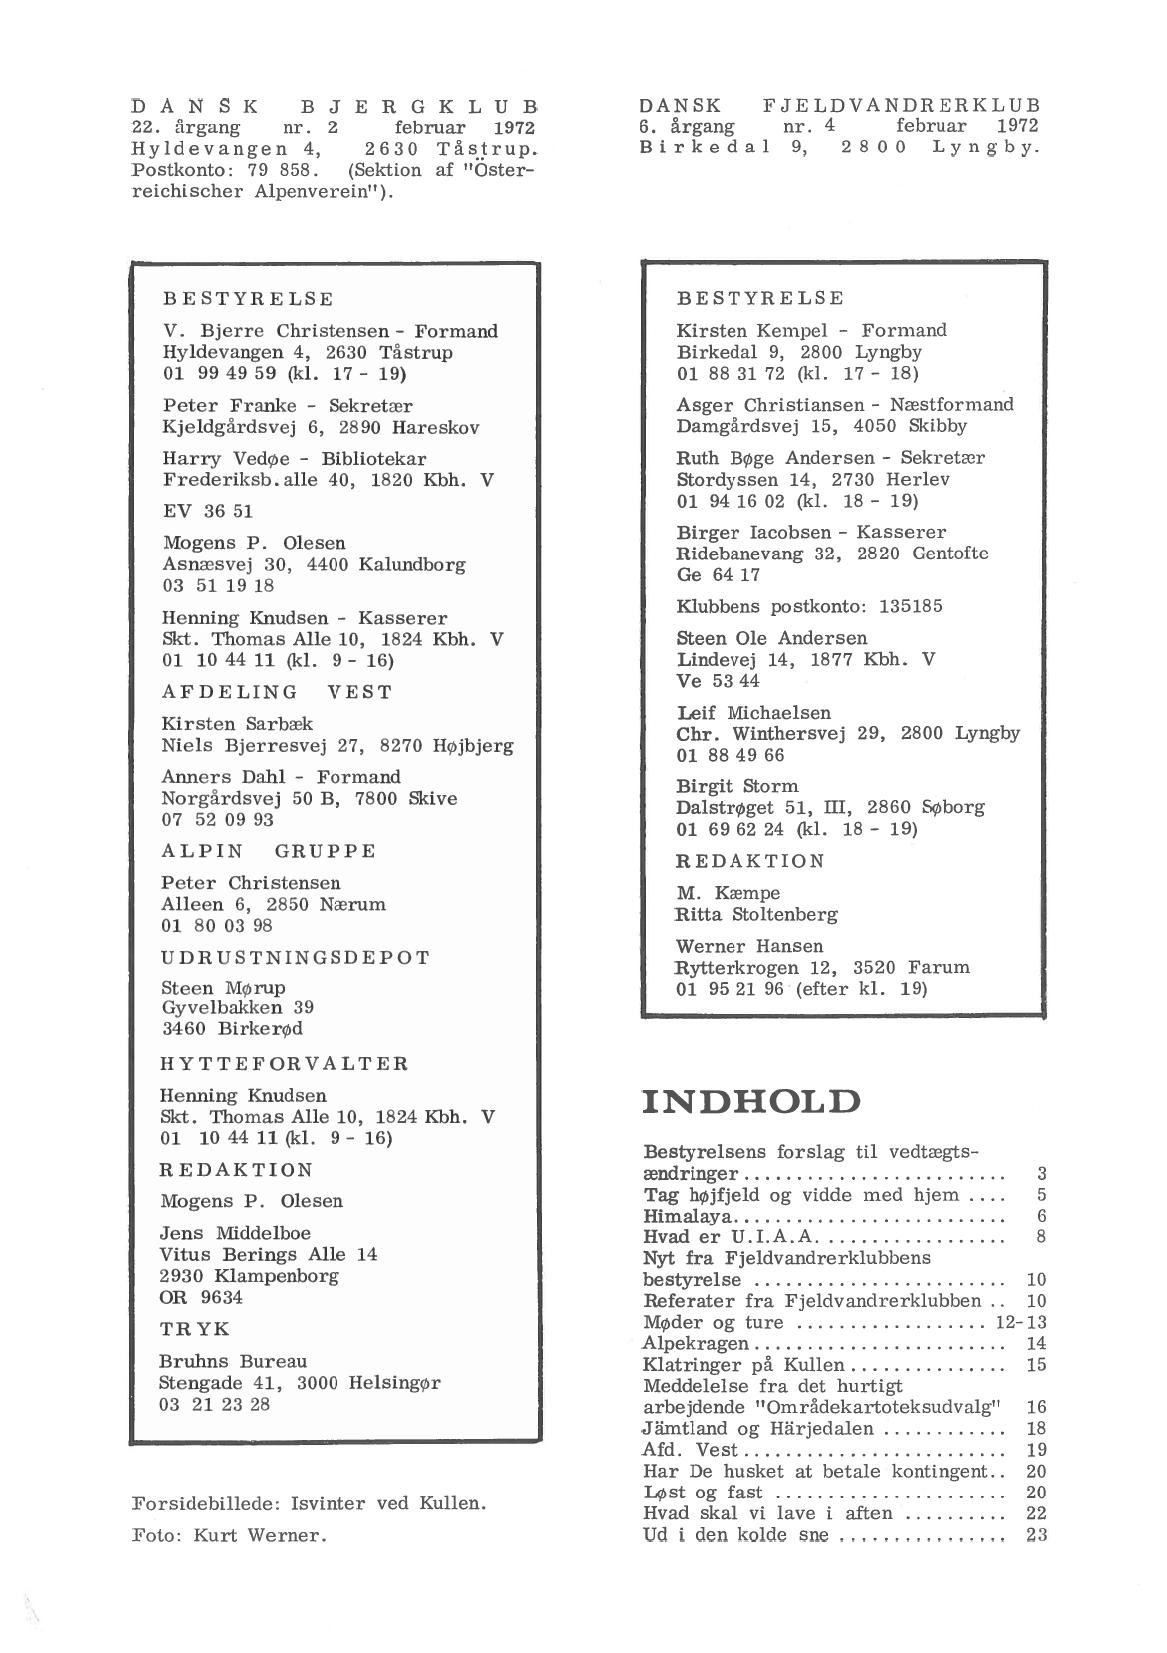 DANSK BJERGKLUB
22. årgang nr. 2 februar 1972
Hyldevangen 4, 2630 Tåstrup.
Postkonto: 79 858. (Sektion af "Öster-
reichischer Alpenverein").
BESTYRELSE
V. Bjerre Christensen - Formand
Hyldevangen 4, 2630 Tåstrup
01 99 49 59 (kl. 17 - 19)
Peter Franke - Sekretær
Kjeldgårdsvej 6, 2890 Hareskov
Harry Vedøe - Bibliotekar
Frederiksb.alle 40, 1820 Kbh. V
EV 36 51
Mogens P. Olesen
Asnæsvej 30, 4400 Kalundborg
03 51 19 18
Henning Knudsen - Kasserer
Skt. Thomas Alle 10, 1824 Kbh. V
01 10 44 11 (kl. 9 - 16)
AFDELING VEST
Kirsten Sarbæk
Niels Bjerresvej 27, 8270 Højbjerg
Anners Dahl - Formand
Norgårdsvej 50 B, 7800 Skive
07 52 09 93
ALPIN GRUPPE
Peter Christensen
Alleen 6, 2850 Nærum
01 80 03 98
UDRUSTNINGSDEPOT
Steen Mørup
Gyvelbakken 39
3460 Birkerød
HYTTEFORVALTER
Henning Knudsen
Skt. Thomas Alle 10, 1824 Kbh. V
01 10 44 11 (kl. 9 - 16)
REDAKTION
Mogens P. Olesen
Jens Middelboe
Vitus Berings Alle 14
2930 Klampenborg
OR 9634
TRYK
Bruhns Bureau
Stengade 41, 3000 Helsingør
03 21 23 28
Forsidebillede: Isvinter ved Kullen.
Foto: Kurt Werner.
DANSK FJELDVANDRERKLUB
6. årgang nr. 4 februar 1972
Birkedal 9, 2800 Lyngby.
BESTYRELSE
Kirsten Kempel - Formand
Birkedal 9, 2800 Lyngby
01 88 31 72 (kl. 17 - 18)
Asger Christiansen - Næstformand
Damgårdsvej 15, 4050 Skibby
Ruth Bøge Andersen - Sekretær
Stordyssen 14, 2730 Herlev
01 94 16 02 (kl. 18 - 19)
Birger Iacobsen - Kasserer
Ridebanevang 32, 2820 Gentofte
Ge 64 17
Klubbens postkonto: 135185
Steen Ole Andersen
Lindevej 14, 1877 Kbh. V
Ve 53 44
Leif Michaelsen
Chr. Winthersvej 29, 2800 Lyngby
01 88 49 66
Birgit Storm
Dalstrøget 51, III, 2860 Søborg
01 69 62 24 (kl. 18 - 19)
REDAKTION
M. Kæmpe
Ritta Stoltenberg
Werner Hansen
Rytterkrogen 12, 3520 Farum
01 95 21 96 (efter kl. 19)
INDHOLD
Bestyrelsens forslag til vedtægts-
ændringer ......................... 3
Tag højfjeld og vidde med hjem .... 5
Himalaya.......................... 6
Hvad er U.I.A.A. .................. 8
Nyt fra Fjeldvandrerklubbens
bestyrelse ........................ 10
Referater fra Fjeldvandrerklubben .. 10
Møder og ture .................. 12-13
Alpekragen........................ 14
Klatringer på Kullen............... 15
Meddelelse fra det hurtigt
arbejdende "Områdekartoteksudvalg" 16
Jämtland og Härjedalen ............ 18
Afd. Vest......................... 19
Har De husket at betale kontingent.. 20
Løst og fast ...................... 20
Hvad skal vi lave i aften .......... 22
Ud i den kolde sne ................ 23